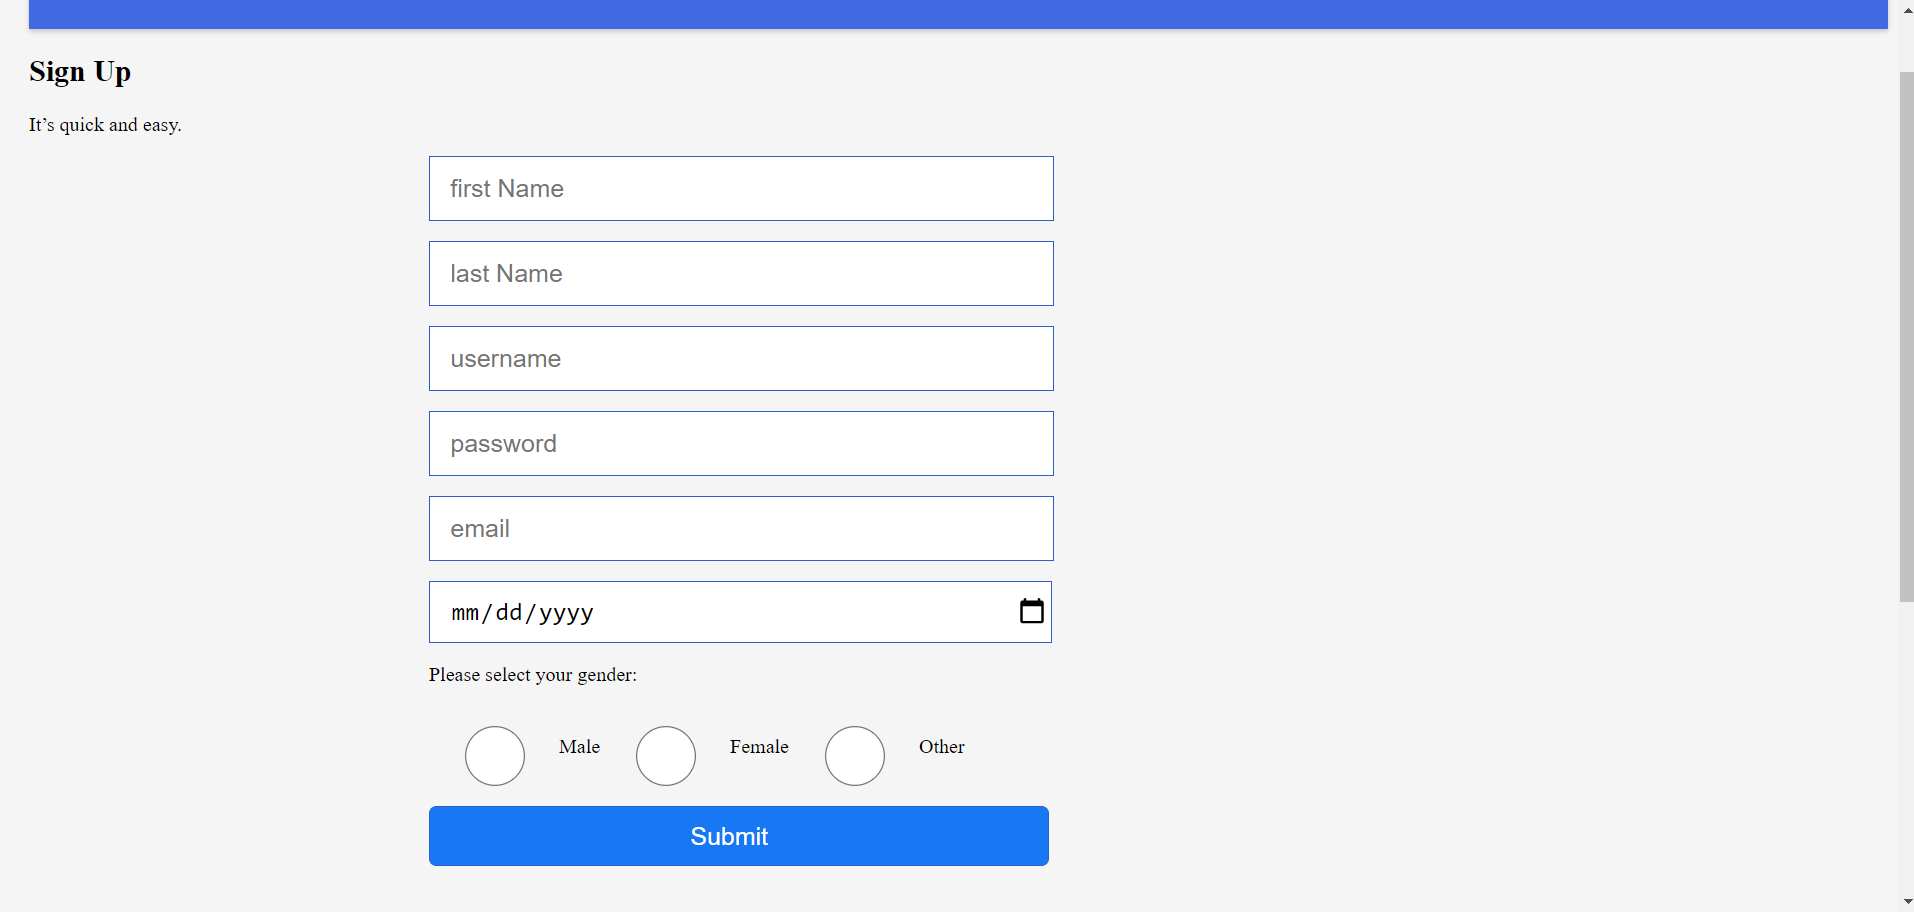 Sign Up
It’s quick and easy.
first Name
last Name
username
password
email
mm/dd/yyyy
Please select your gender:
Male Female Other
Submit